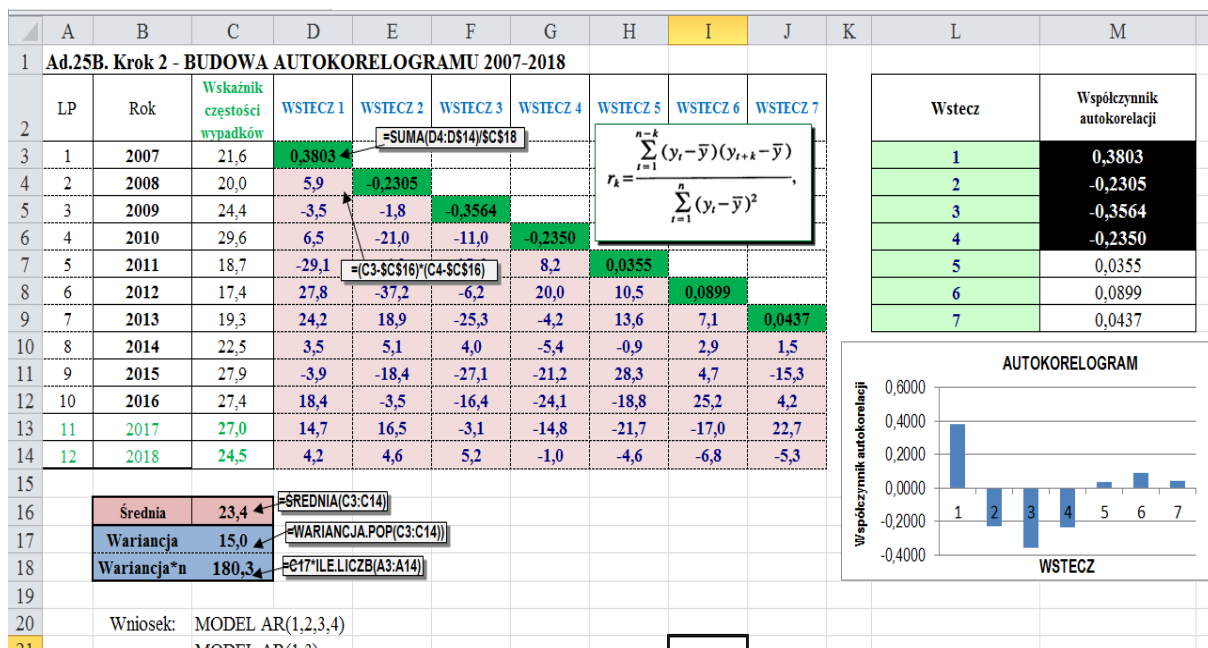 A B C D E F G H I J K L M
1 Ad.25B. Krok 2 - BUDOWA AUTOKORELOGRAMU 2007-2018
2 LP Rok Wskaźnik częstości wypadków WSTECZ 1 WSTECZ 2 WSTECZ 3 WSTECZ 4 WSTECZ 5 WSTECZ 6 WSTECZ 7 Wstecz Współczynnik autokorelacji
=SUMA(D4:D$14)/$C$18
3 1 2007 21,6 0,3803 1 0,3803
4 2 2008 20,0 5,9 -0,2305 2 -0,2305
5 3 2009 24,4 -3,5 -1,8 -0,3564 3 -0,3564
6 4 2010 29,6 6,5 -21,0 -11,0 -0,2350 4 -0,2350
r_k = \frac{\sum_{t=1}^{n-k}(y_t-\overline{y})(y_{t+k}-\overline{y})}{\sum_{t=1}^{n}(y_t-\overline{y})^2},
=(C3-$C$16)*(C4-$C$16)
7 5 2011 18,7 -29,1 8,2 0,0355 5 0,0355
8 6 2012 17,4 27,8 -37,2 -6,2 20,0 10,5 0,0899 6 0,0899
9 7 2013 19,3 24,2 18,9 -25,3 -4,2 13,6 7,1 0,0437 7 0,0437
10 8 2014 22,5 3,5 5,1 4,0 -5,4 -0,9 2,9 1,5
11 9 2015 27,9 -3,9 -18,4 -27,1 -21,2 28,3 4,7 -15,3
12 10 2016 27,4 18,4 -3,5 -16,4 -24,1 -18,8 25,2 4,2
13 11 2017 27,0 14,7 16,5 -3,1 -14,8 -21,7 -17,0 22,7
14 12 2018 24,5 4,2 4,6 5,2 -1,0 -4,6 -6,8 -5,3
15
16 Średnia 23,4 =ŚREDNIA(C3:C14)
17 Wariancja 15,0 =WARIANCJA.POP(C3:C14))
18 Wariancja*n 180,3 =C17*ILE.LICZB(A3:A14)
19
20 Wniosek: MODEL AR(1,2,3,4)
21
AUTOKORELOGRAM
Współczynnik autokorelacji
0,6000
0,4000
0,2000
0,0000
-0,2000
-0,4000
1 2 3 4 5 6 7
WSTECZ